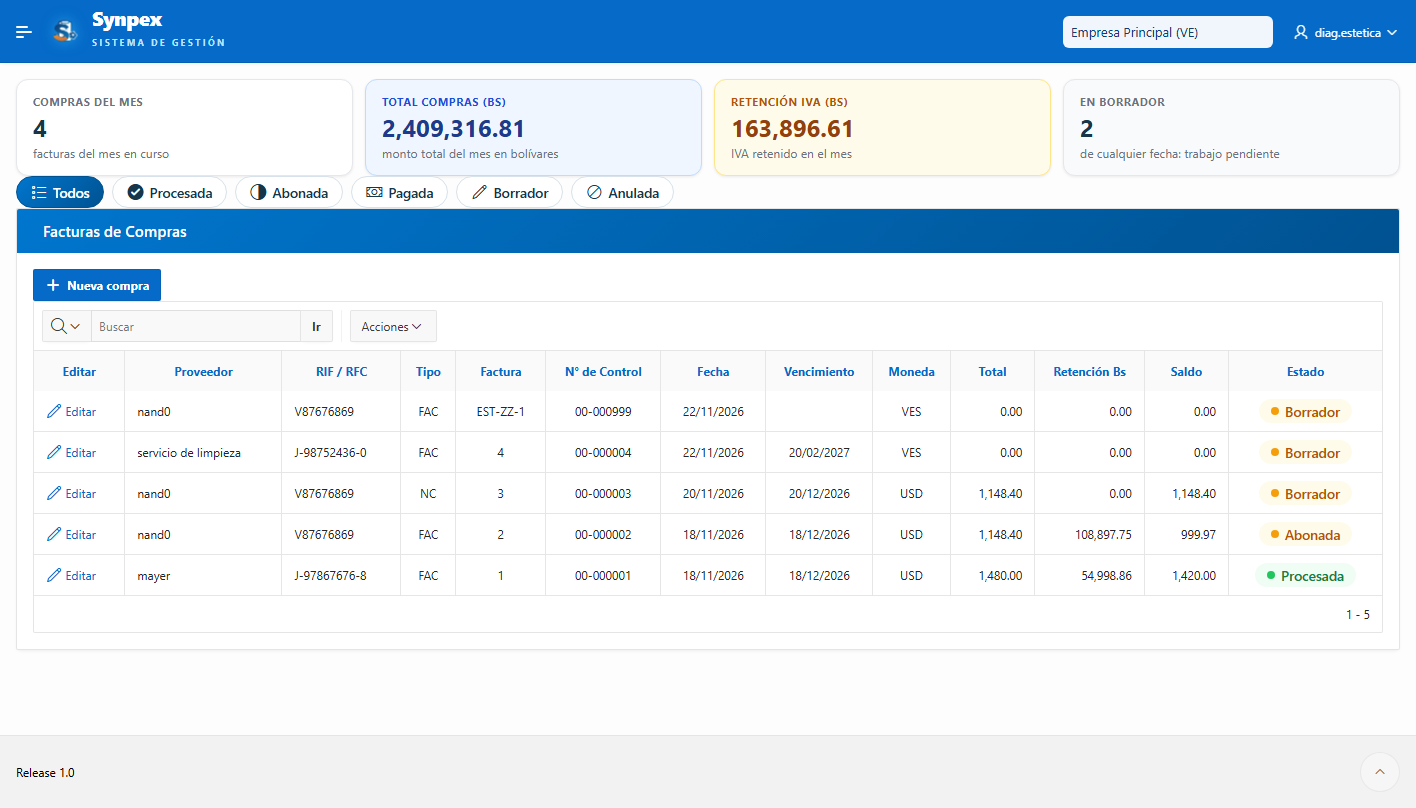 Synpex
SISTEMA DE GESTIÓN
Empresa Principal (VE)
diag.estetica
COMPRAS DEL MES
4
facturas del mes en curso
TOTAL COMPRAS (BS)
2,409,316.81
monto total del mes en bolívares
RETENCIÓN IVA (BS)
163,896.61
IVA retenido en el mes
EN BORRADOR
2
de cualquier fecha: trabajo pendiente
Todos Procesada Abonada Pagada Borrador Anulada
Facturas de Compras
+ Nueva compra
Buscar Ir Acciones
Editar Proveedor RIF / RFC Tipo Factura N° de Control Fecha Vencimiento Moneda Total Retención Bs Saldo Estado
Editar nand0 V87676869 FAC EST-ZZ-1 00-000999 22/11/2026 VES 0.00 0.00 0.00 Borrador
Editar servicio de limpieza J-98752436-0 FAC 4 00-000004 22/11/2026 20/02/2027 VES 0.00 0.00 0.00 Borrador
Editar nand0 V87676869 NC 3 00-000003 20/11/2026 20/12/2026 USD 1,148.40 0.00 1,148.40 Borrador
Editar nand0 V87676869 FAC 2 00-000002 18/11/2026 18/12/2026 USD 1,148.40 108,897.75 999.97 Abonada
Editar mayer J-97867676-8 FAC 1 00-000001 18/11/2026 18/12/2026 USD 1,480.00 54,998.86 1,420.00 Procesada
1 - 5
Release 1.0